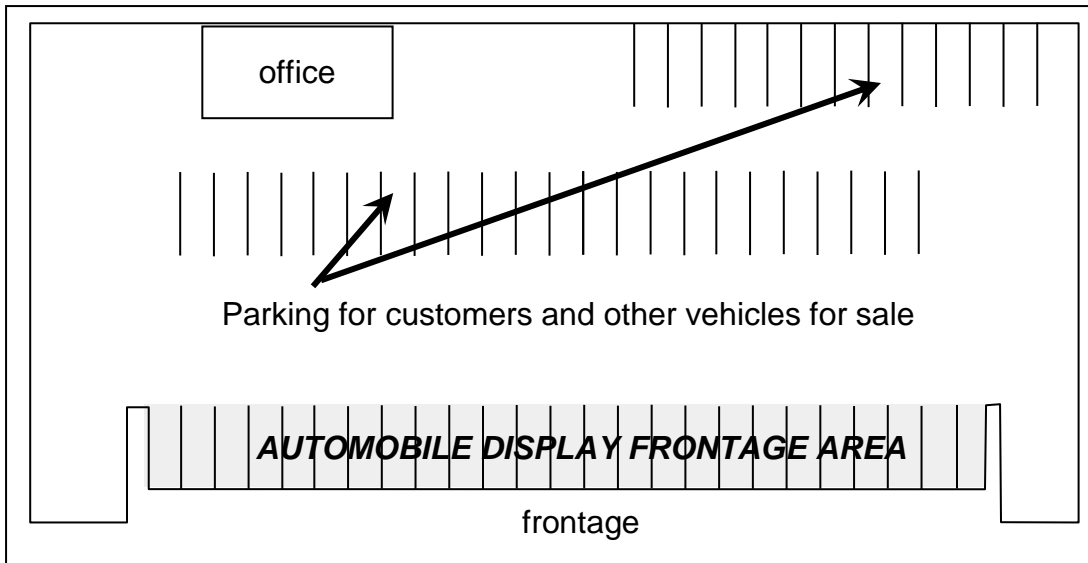 office
Parking for customers and other vehicles for sale
AUTOMOBILE DISPLAY FRONTAGE AREA
frontage